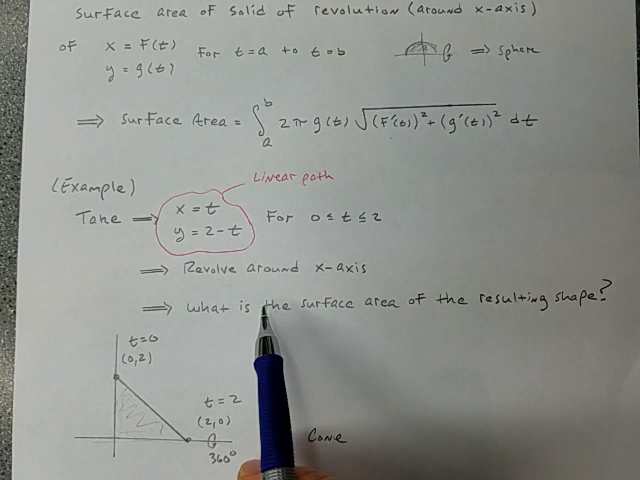 Surface area of solid of revolution (around x-axis)
of x = F(t) for t=a to t=b ⟹ sphere
y = g(t)
⟹ Surface Area = ∫ₐᵇ 2π g(t) √((F'(t))² + (g'(t))²) dt
(Example)
Linear path
Take ⟹ x = t For 0 ≤ t ≤ 2
y = 2 - t
⟹ Revolve around x-axis
⟹ What is the surface area of the resulting shape?
t=0
(0,2)
t=2
(2,0)
360°
Cone